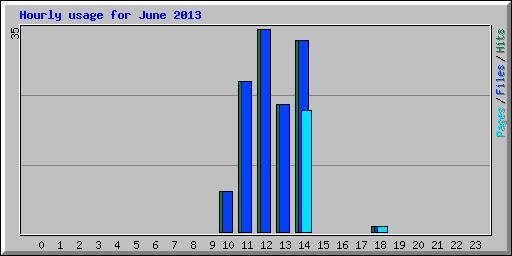 Hourly usage for June 2013
35
Pages/Files/Hits
0 1 2 3 4 5 6 7 8 9 10 11 12 13 14 15 16 17 18 19 20 21 22 23